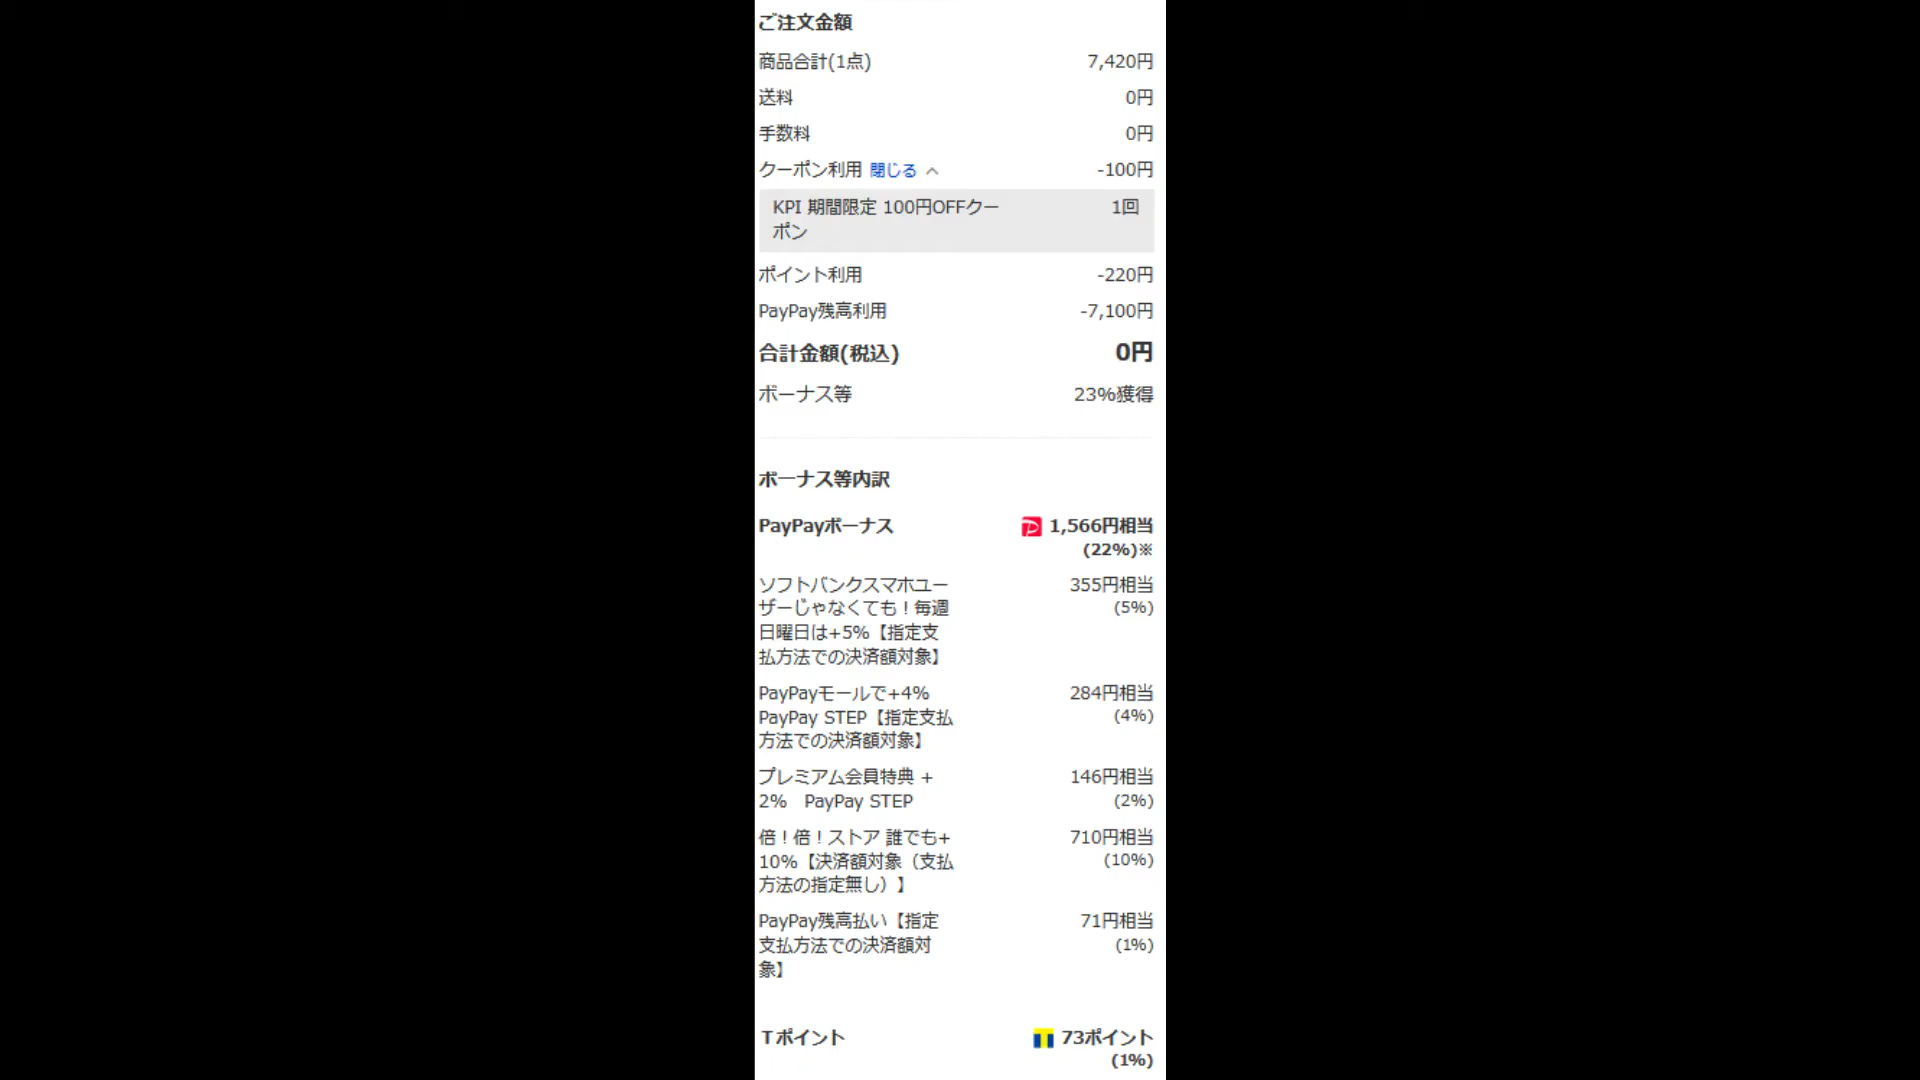 ご注文金額
商品合計(1点) 7,420円
送料 0円
手数料 0円
クーポン利用 閉じる -100円
KPI 期間限定 100円OFFクー 1回
ポン
ポイント利用 -220円
PayPay残高利用 -7,100円
合計金額(税込) 0円
ボーナス等 23%獲得
ボーナス等内訳
PayPayボーナス 1,566円相当
(22%)※
ソフトバンクスマホユー 355円相当
ザーじゃなくても！毎週 (5%)
日曜日は+5%【指定支
払方法での決済額対象】
PayPayモールで+4% 284円相当
PayPay STEP【指定支払 (4%)
方法での決済額対象】
プレミアム会員特典 + 146円相当
2%　PayPay STEP (2%)
倍！倍！ストア 誰でも+ 710円相当
10%【決済額対象（支払 (10%)
方法の指定無し）】
PayPay残高払い【指定 71円相当
支払方法での決済額対 (1%)
象】
Tポイント 73ポイント
(1%)